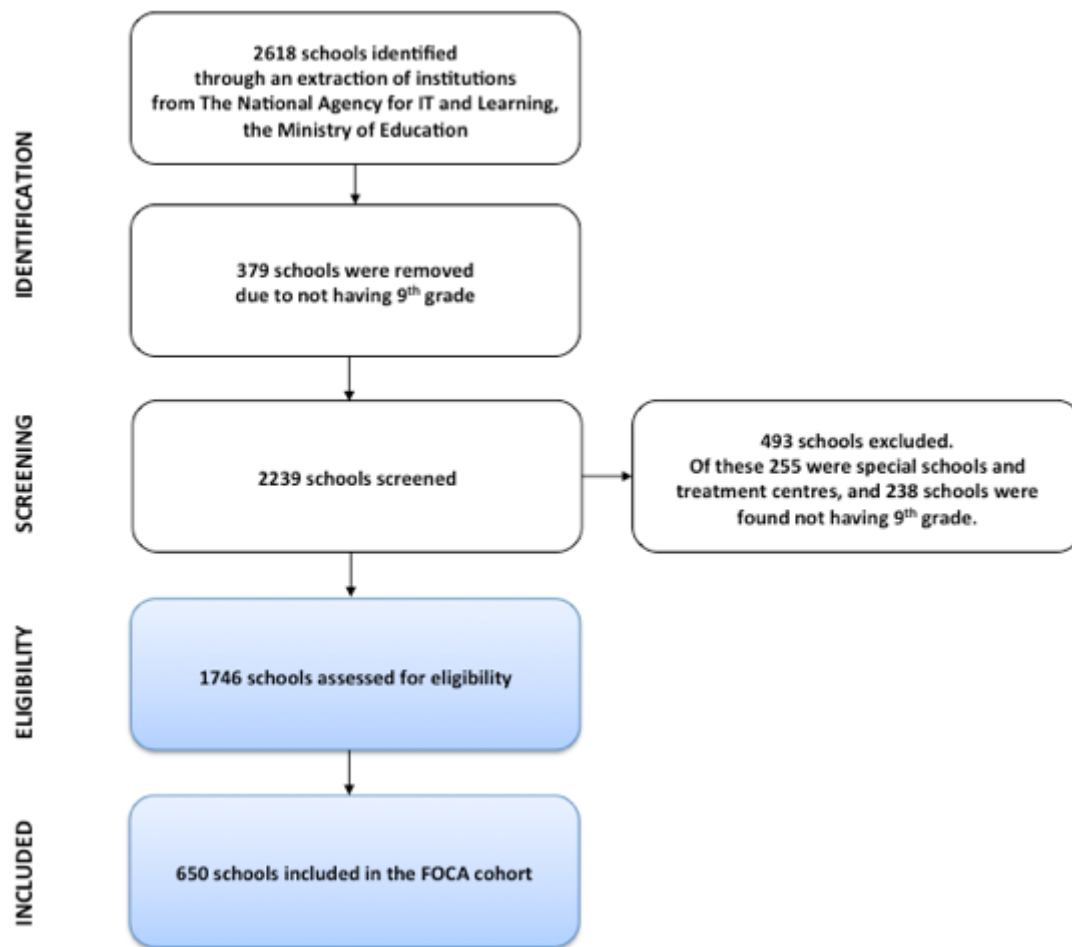 2618 schools identified
through an extraction of institutions
from The National Agency for IT and Learning,
the Ministry of Education
IDENTIFICATION
379 schools were removed
due to not having 9th grade
SCREENING
2239 schools screened
493 schools excluded.
Of these 255 were special schools and
treatment centres, and 238 schools were
found not having 9th grade.
ELIGIBILITY
1746 schools assessed for eligibility
INCLUDED
650 schools included in the FOCA cohort